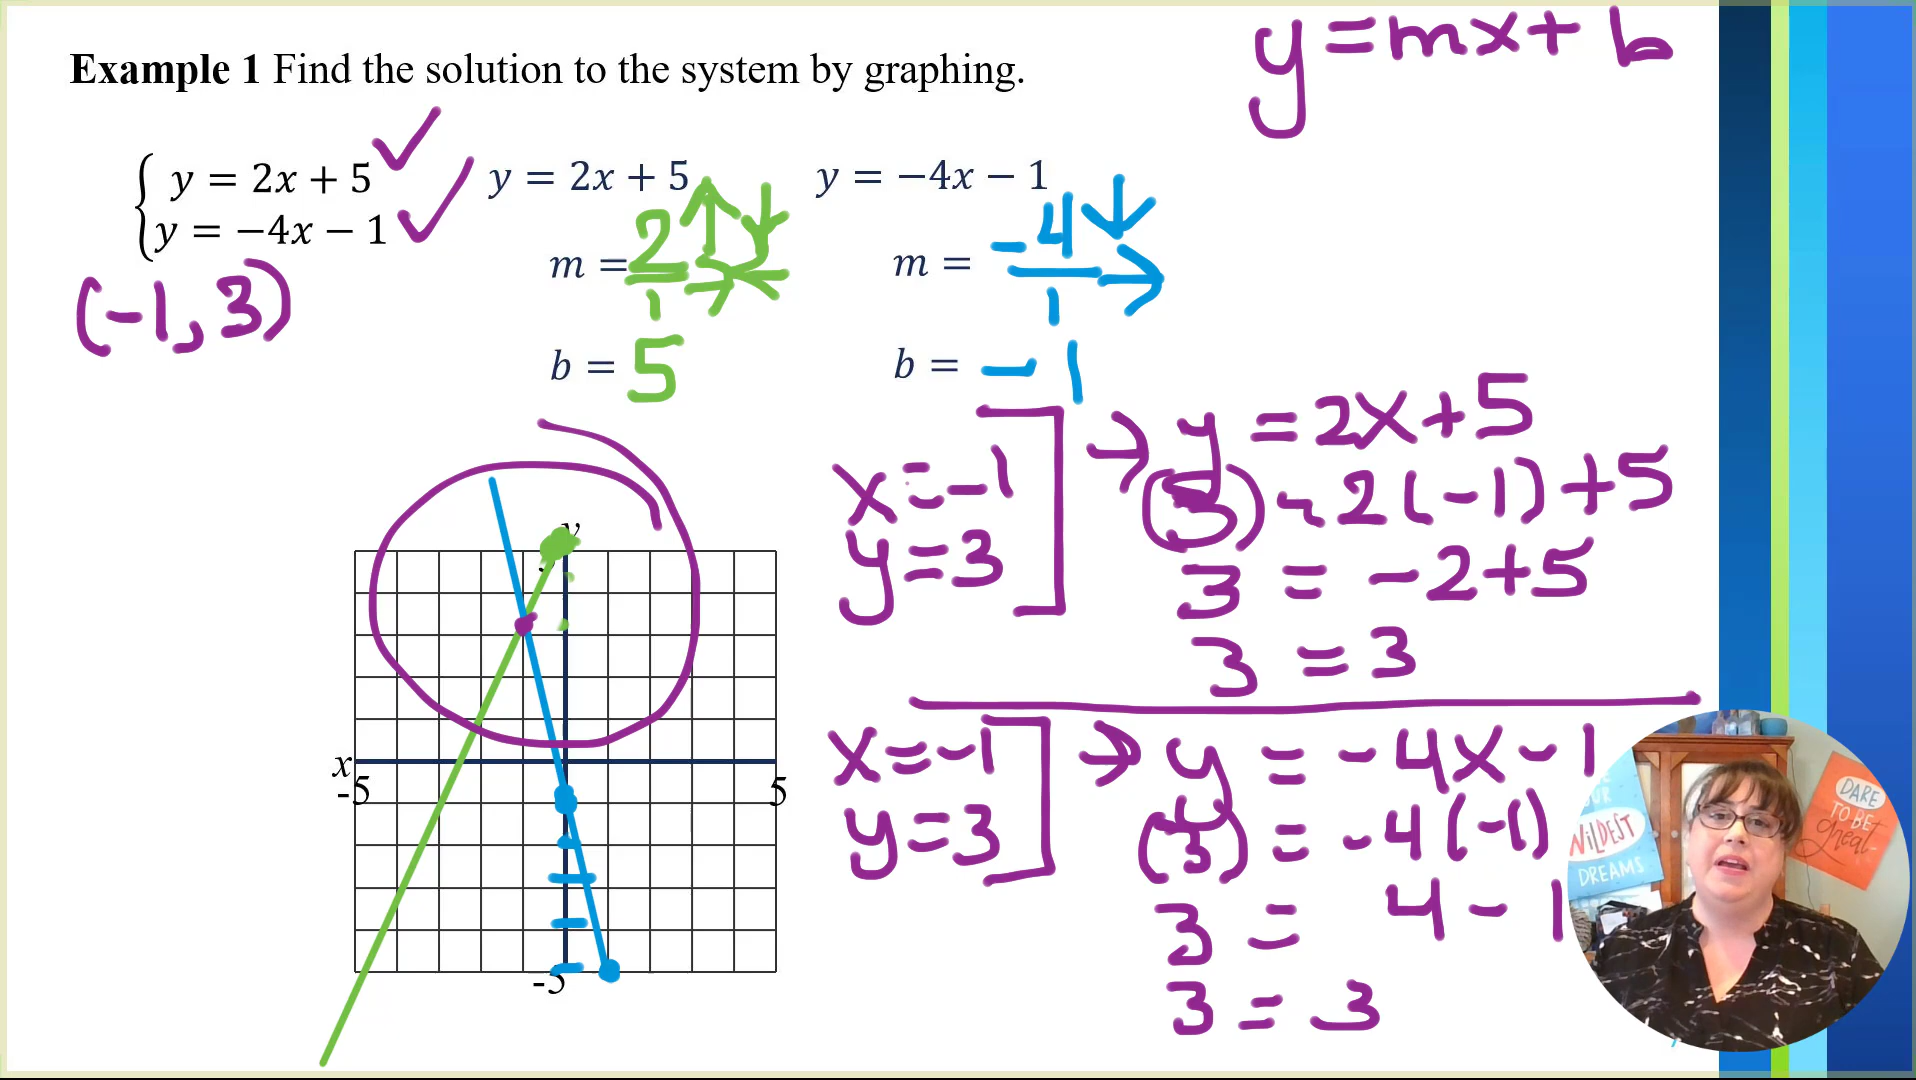 y = mx + b
Example 1 Find the solution to the system by graphing.
y = 2x + 5
y = −4x − 1
(-1, 3)
y = 2x + 5
m = 2/1
b = 5
y = −4x − 1
m = -4/1
b = -1
x = -1
y = 3
y = 2x + 5
(3) = 2(-1) + 5
3 = -2 + 5
3 = 3
x = -1
y = 3
y = -4x - 1
(3) = -4(-1)
3 = 4 - 1
3 = 3
y
5
x
-5
5
-5
WILDEST
DREAMS
DARE
TO BE
great